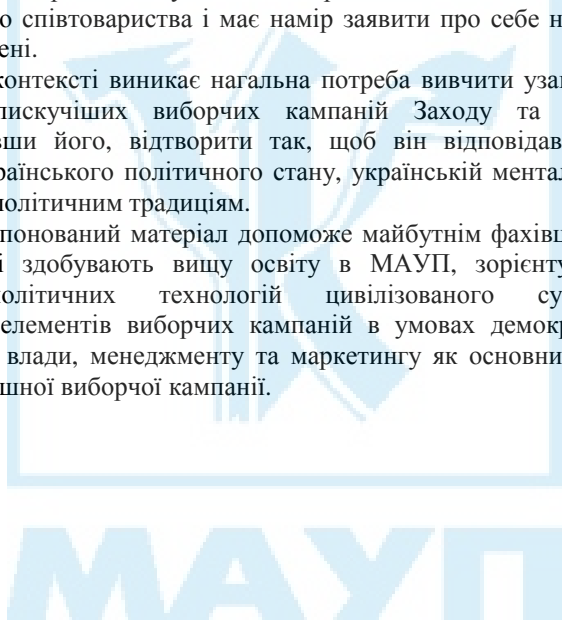 о співтовариства і має намір заявити про себе н
ені.
контексті виникає нагальна потреба вивчити уза
пискучіших виборчих кампаній Заходу та
вши його, відтворити так, щоб він відповідав
раїнського політичного стану, українській ментал
політичним традиціям.
понований матеріал допоможе майбутнім фахівц
і здобувають вищу освіту в МАУП, зорієнту
олітичних технологій цивілізованого су
елементів виборчих кампаній в умовах демокр
влади, менеджменту та маркетингу як основни
шної виборчої кампанії.
МАУП